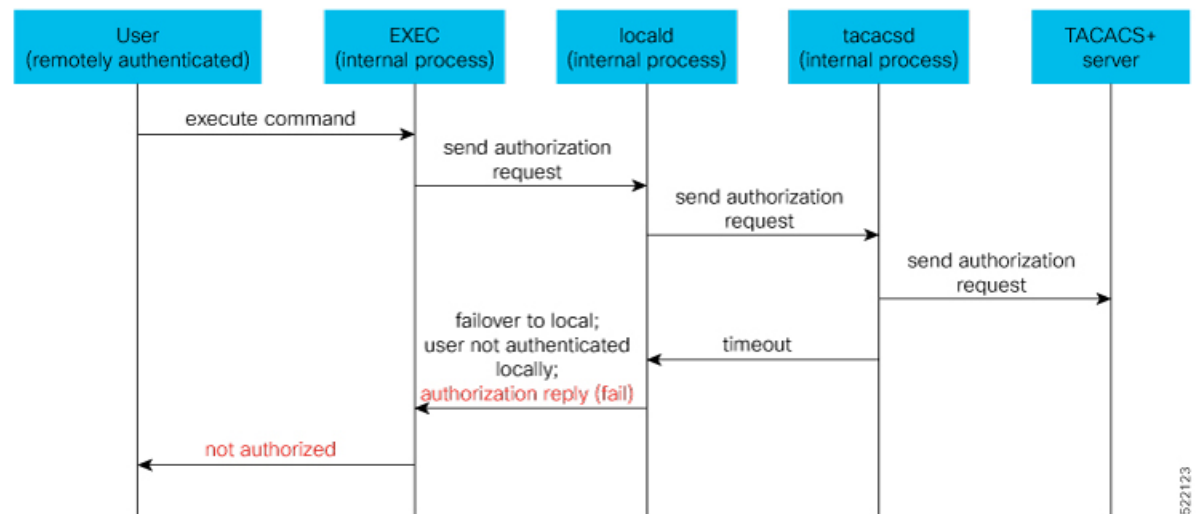 User
(remotely authenticated)
EXEC
(internal process)
locald
(internal process)
tacacsd
(internal process)
TACACS+
server
execute command
send authorization
request
send authorization
request
send authorization
request
failover to local;
user not authenticated
locally;
authorization reply (fail)
timeout
not authorized
522123